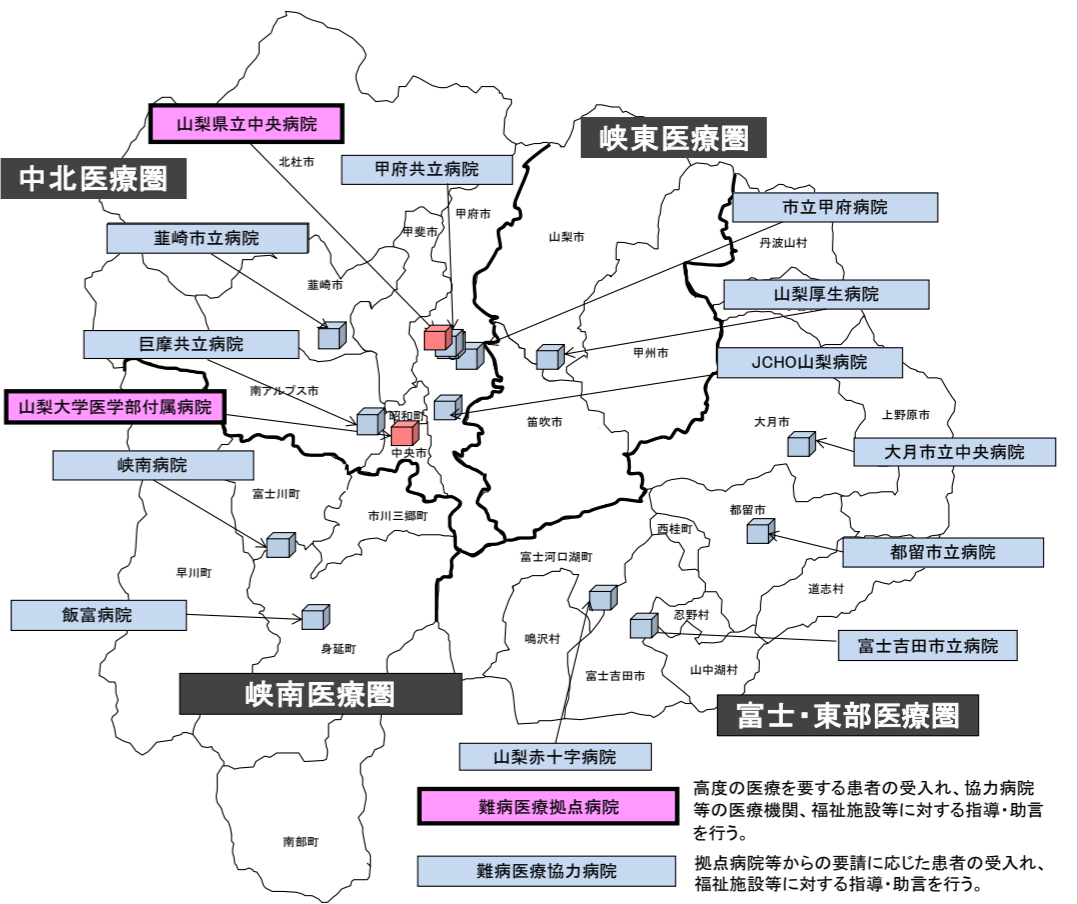 山梨県立中央病院
峡東医療圏
北杜市
甲府共立病院
中北医療圏
市立甲府病院
甲府市
甲斐市
韮崎市立病院
山梨市
丹波山村
韮崎市
山梨厚生病院
巨摩共立病院
甲州市
JCHO山梨病院
南アルプス市
山梨大学医学部付属病院
昭和町
笛吹市
大月市
上野原市
中央市
大月市立中央病院
峡南病院
富士川町
市川三郷町
都留市
西桂町
都留市立病院
富士河口湖町
早川町
道志村
飯富病院
忍野村
鳴沢村
身延町
富士吉田市立病院
山中湖村
富士吉田市
峡南医療圏
富士・東部医療圏
山梨赤十字病院
難病医療拠点病院
高度の医療を要する患者の受入れ、協力病院
等の医療機関、福祉施設等に対する指導・助言
を行う。
南部町
難病医療協力病院
拠点病院等からの要請に応じた患者の受入れ、
福祉施設等に対する指導・助言を行う。